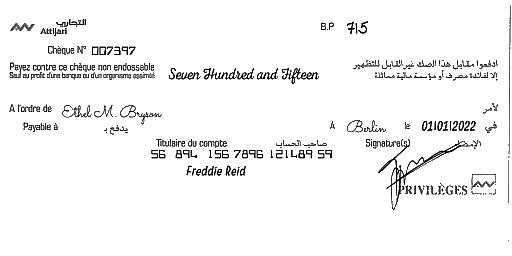 التجاري
Attijari
B.P 715
Chèque N° 007397
Payez contre ce chèque non endossable
Sauf au profit d'une banque ou d'un organisme assimilé
Seven Hundred and Fifteen
ادفعوا مقابل هذا الصك غير القابل للتظهير
إلا لفائدة مصرف أو مؤسسة مالية مماثلة
A l'ordre de Ethel M. Bryson لأمر
Payable à يدفع بـ
A Berlin le 01/01/2022 في
Titulaire du compte صاحب الحساب
Signature(s) الإمضاء
56 894 156 7896 121489 59
Freddie Reid
PRIVILÈGES